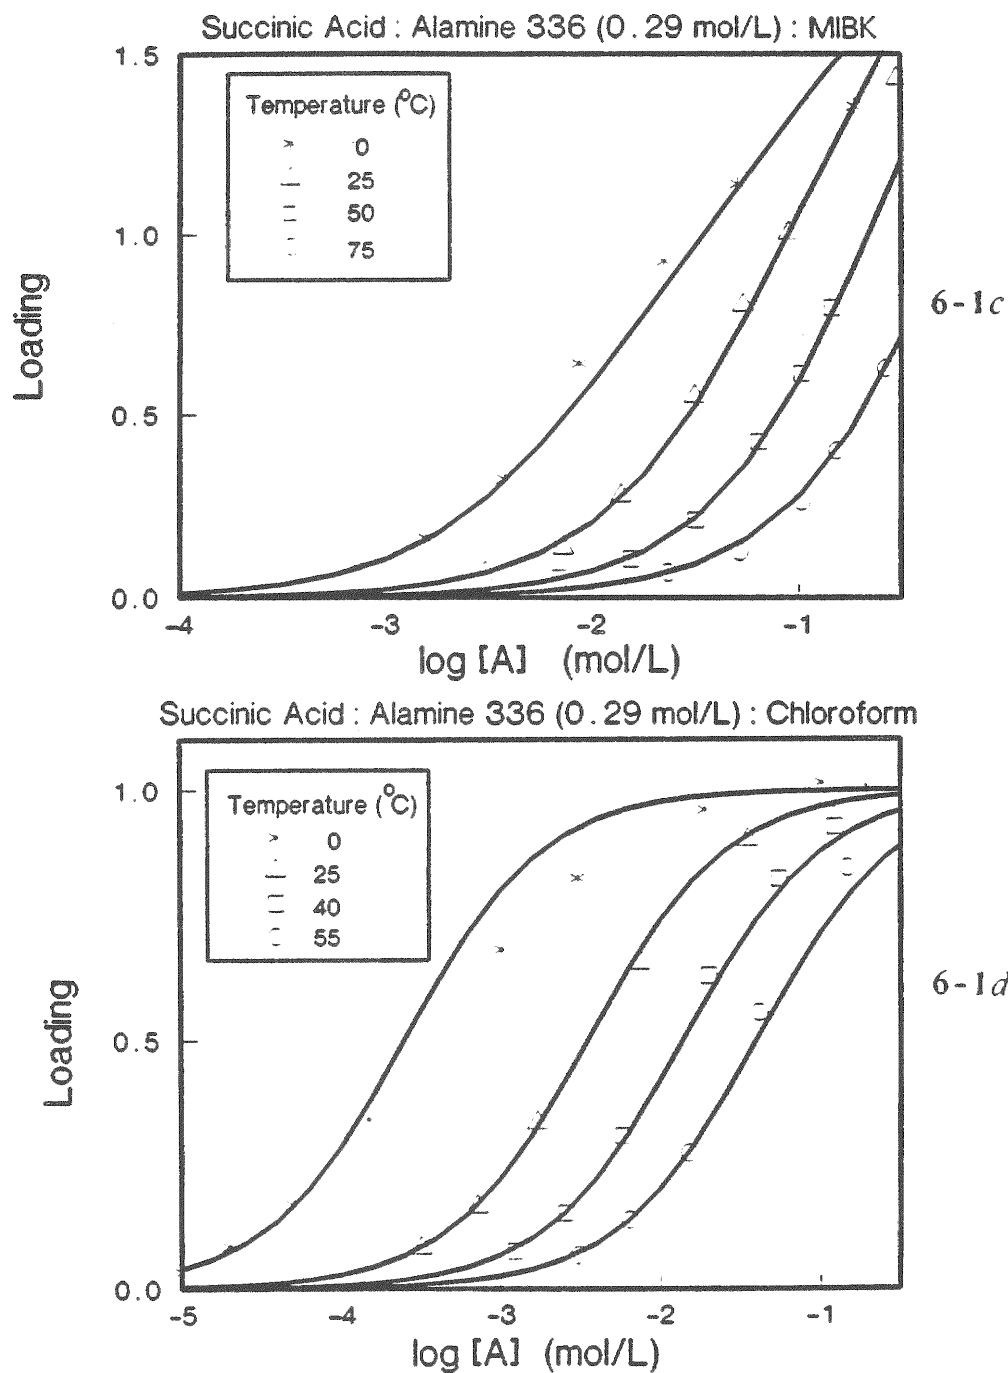 Succinic Acid : Alamine 336 (0.29 mol/L) : MIBK
1.5
Temperature (°C)
0
25
50
75
1.0
Loading
6-1c
0.5
0.0
-4
-3
-2
-1
log [A] (mol/L)
Succinic Acid : Alamine 336 (0.29 mol/L) : Chloroform
1.0
Temperature (°C)
0
25
40
55
Loading
6-1d
0.5
0.0
-5
-4
-3
-2
-1
log [A] (mol/L)